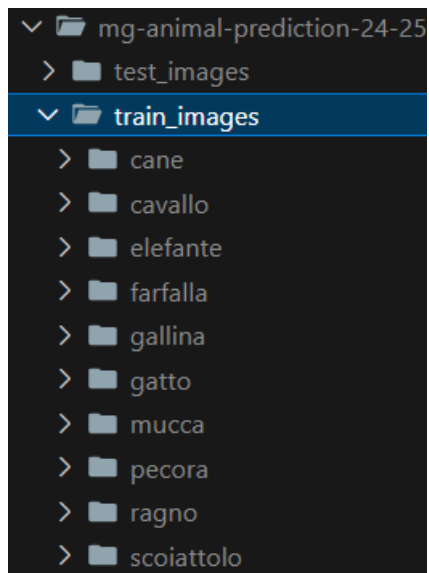 mg-animal-prediction-24-25
test_images
train_images
cane
cavallo
elefante
farfalla
gallina
gatto
mucca
pecora
ragno
scoiattolo